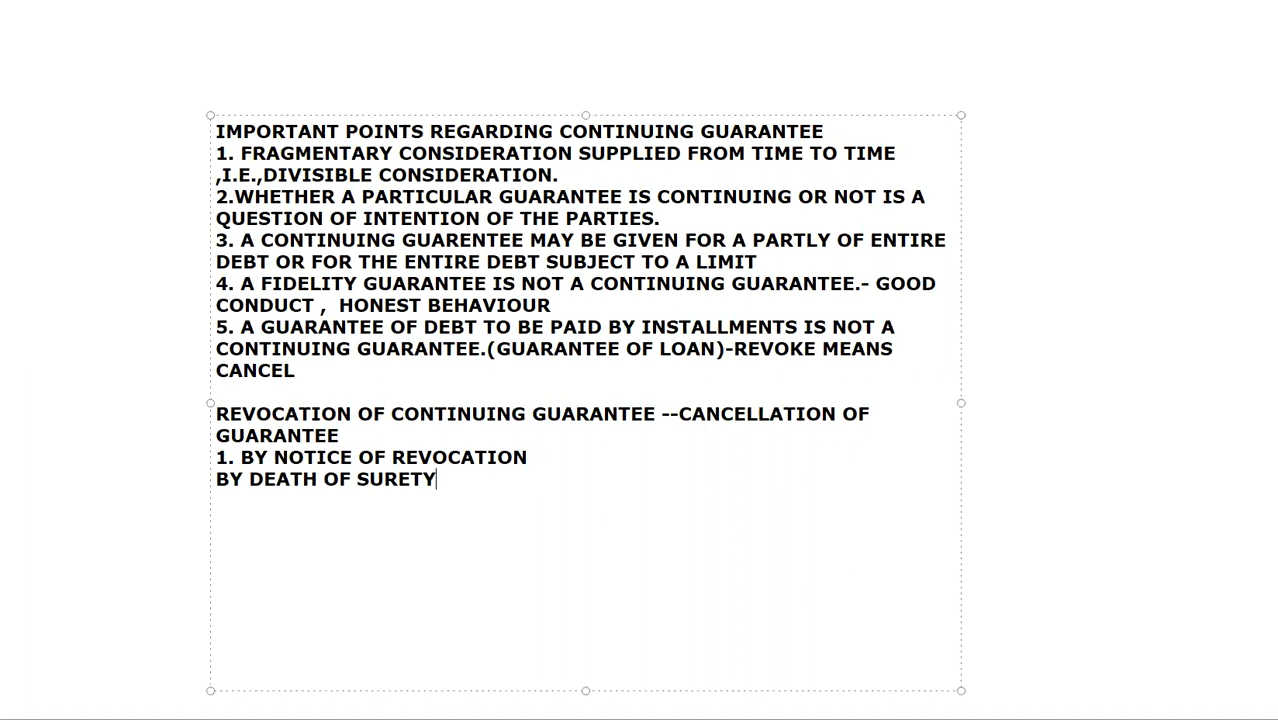 IMPORTANT POINTS REGARDING CONTINUING GUARANTEE
1. FRAGMENTARY CONSIDERATION SUPPLIED FROM TIME TO TIME
,I.E.,DIVISIBLE CONSIDERATION.
2.WHETHER A PARTICULAR GUARANTEE IS CONTINUING OR NOT IS A
QUESTION OF INTENTION OF THE PARTIES.
3. A CONTINUING GUARENTEE MAY BE GIVEN FOR A PARTLY OF ENTIRE
DEBT OR FOR THE ENTIRE DEBT SUBJECT TO A LIMIT
4. A FIDELITY GUARANTEE IS NOT A CONTINUING GUARANTEE.- GOOD
CONDUCT ,  HONEST BEHAVIOUR
5. A GUARANTEE OF DEBT TO BE PAID BY INSTALLMENTS IS NOT A
CONTINUING GUARANTEE.(GUARANTEE OF LOAN)-REVOKE MEANS
CANCEL
REVOCATION OF CONTINUING GUARANTEE --CANCELLATION OF
GUARANTEE
1. BY NOTICE OF REVOCATION
BY DEATH OF SURETY